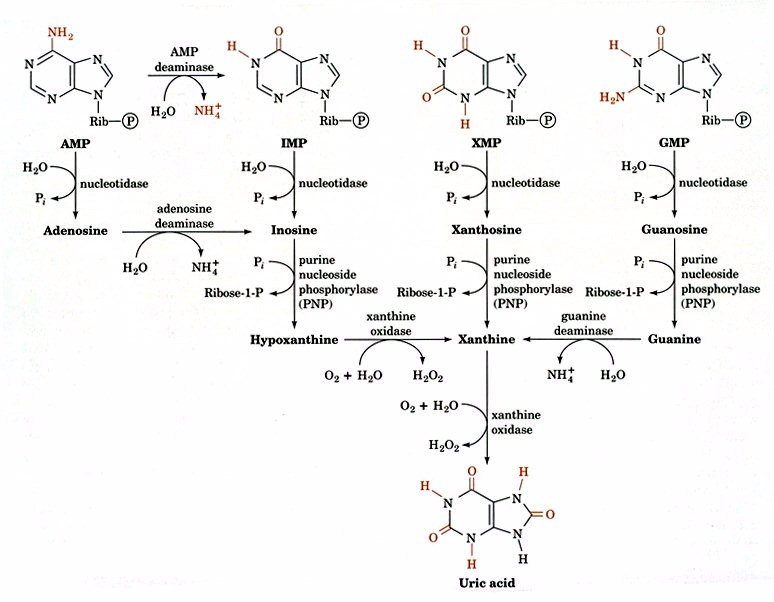 NH₂
N
N
N
N
Rib—P
AMP
AMP
deaminase
H₂O
NH₄⁺
O
H
N
N
N
N
Rib—P
IMP
O
H
N
O
N
H
N
N
Rib—P
XMP
O
H
N
H₂N
N
N
N
Rib—P
GMP
H₂O
nucleotidase
Pᵢ
H₂O
nucleotidase
Pᵢ
H₂O
nucleotidase
Pᵢ
H₂O
nucleotidase
Pᵢ
Adenosine
adenosine
deaminase
H₂O
NH₄⁺
Inosine
Xanthosine
Guanosine
Pᵢ
purine
nucleoside
phosphorylase
(PNP)
Ribose-1-P
Pᵢ
purine
nucleoside
phosphorylase
(PNP)
Ribose-1-P
Pᵢ
purine
nucleoside
phosphorylase
(PNP)
Ribose-1-P
Hypoxanthine
xanthine
oxidase
O₂ + H₂O
H₂O₂
Xanthine
guanine
deaminase
NH₄⁺
H₂O
Guanine
O₂ + H₂O
xanthine
oxidase
H₂O₂
O
H
N
O
N
H
H
N
O
N
H
Uric acid